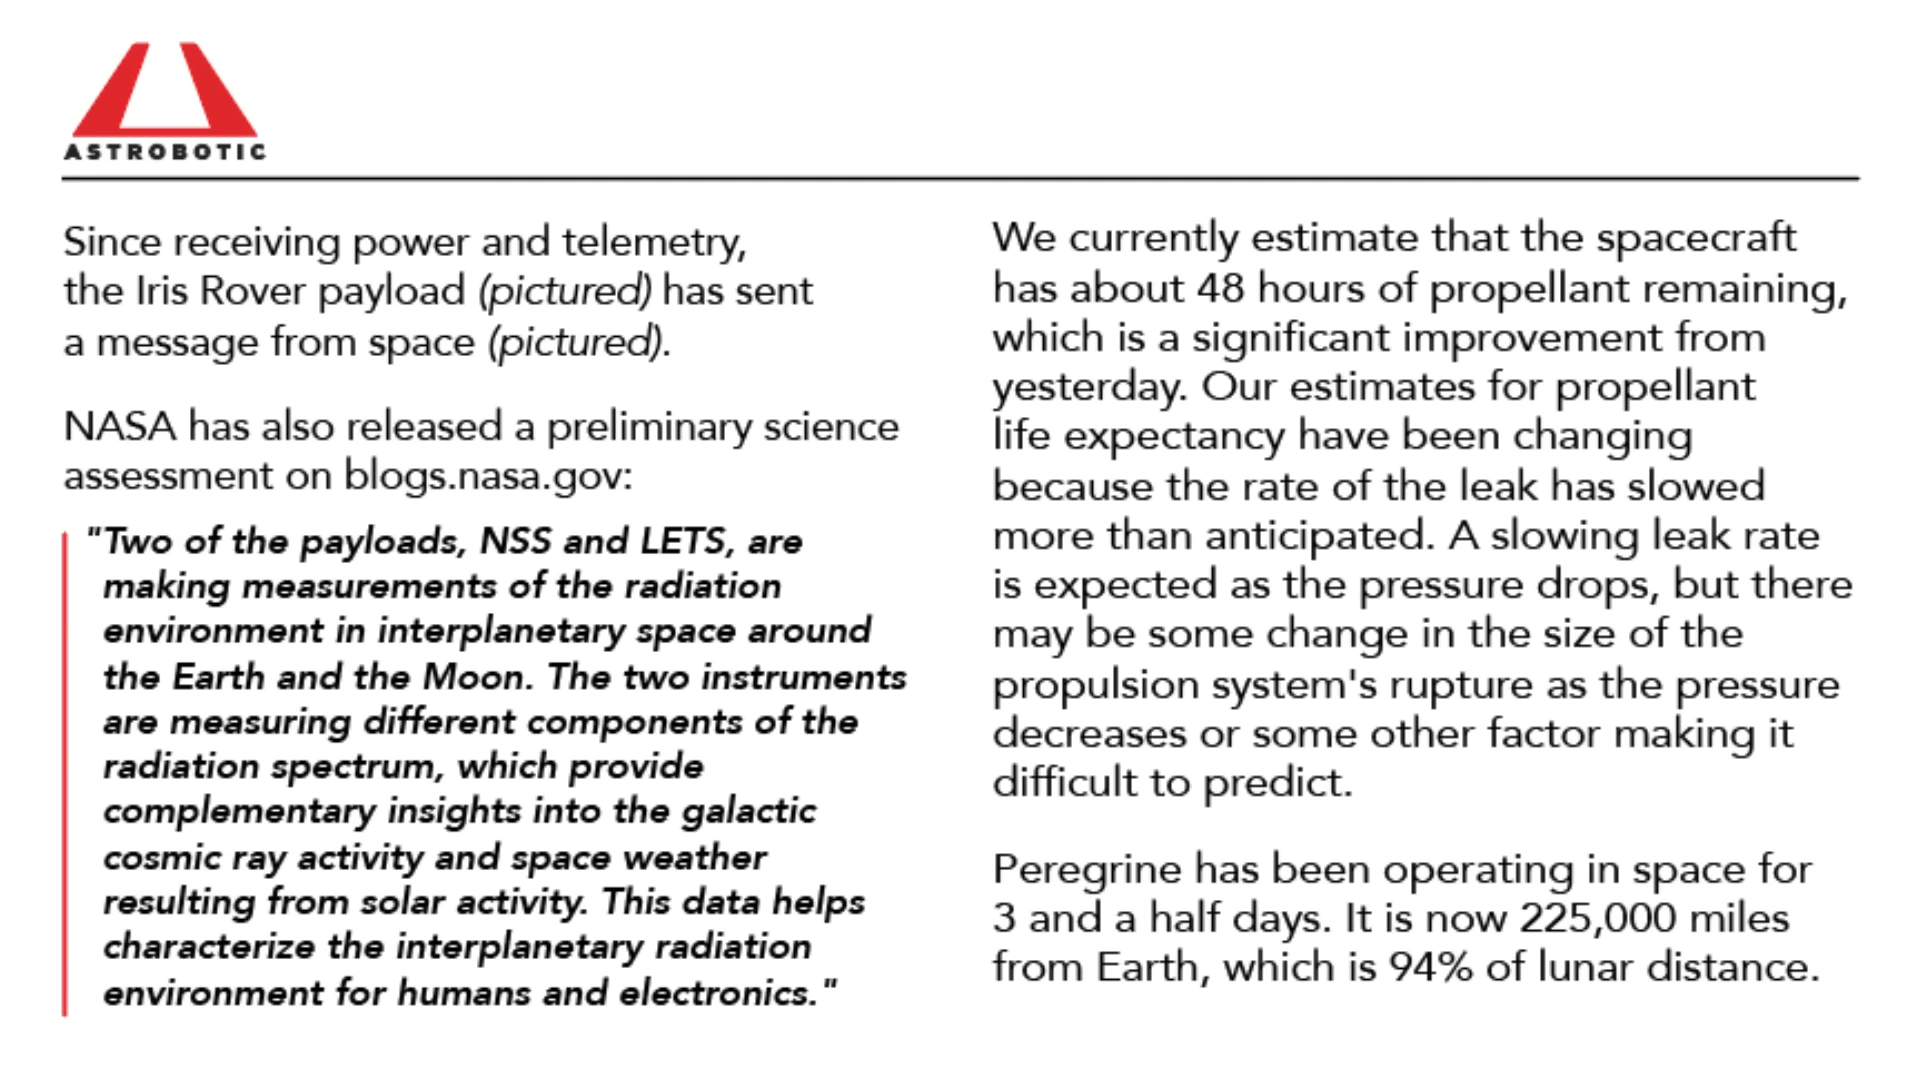 ASTROBOTIC
Since receiving power and telemetry,
the Iris Rover payload (pictured) has sent
a message from space (pictured).
NASA has also released a preliminary science
assessment on blogs.nasa.gov:
"Two of the payloads, NSS and LETS, are
making measurements of the radiation
environment in interplanetary space around
the Earth and the Moon. The two instruments
are measuring different components of the
radiation spectrum, which provide
complementary insights into the galactic
cosmic ray activity and space weather
resulting from solar activity. This data helps
characterize the interplanetary radiation
environment for humans and electronics."
We currently estimate that the spacecraft
has about 48 hours of propellant remaining,
which is a significant improvement from
yesterday. Our estimates for propellant
life expectancy have been changing
because the rate of the leak has slowed
more than anticipated. A slowing leak rate
is expected as the pressure drops, but there
may be some change in the size of the
propulsion system's rupture as the pressure
decreases or some other factor making it
difficult to predict.
Peregrine has been operating in space for
3 and a half days. It is now 225,000 miles
from Earth, which is 94% of lunar distance.